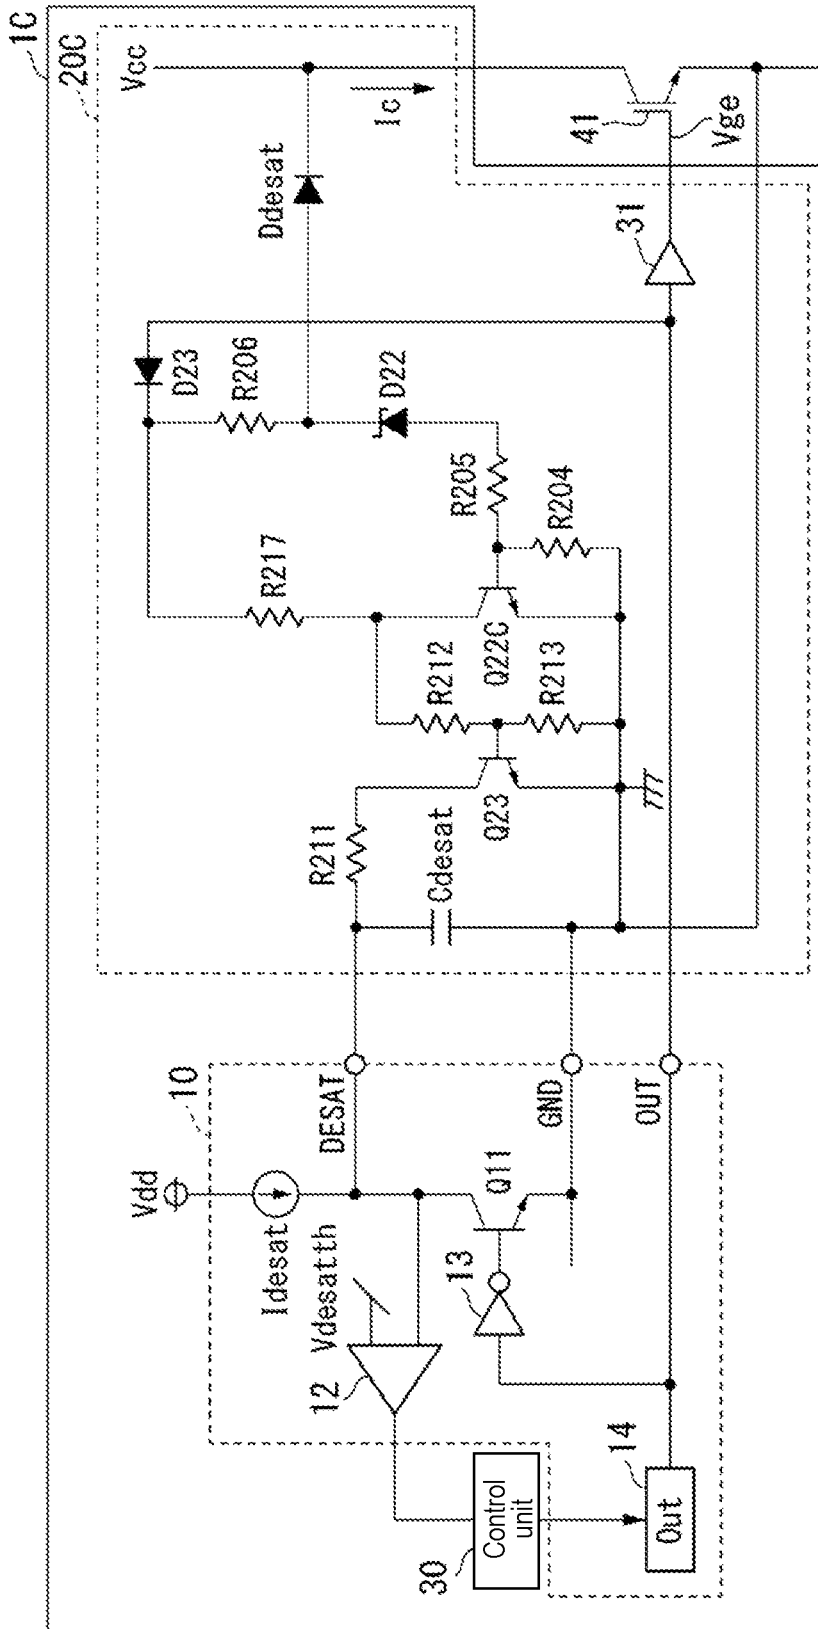 1C
20C
Vcc
Ic
41
Vge
Ddesat
31
D23
R206
D22
R205
R204
R217
Q22C
R212
R213
Q23
R211
Cdesat
10
DESAT
GND
OUT
Vdd
Idesat
Q11
Vdesatth
13
12
14
Out
Control
unit
30